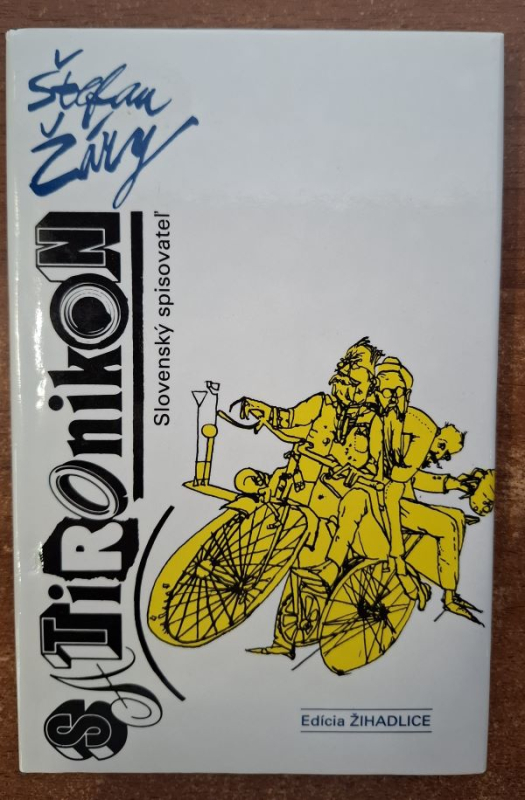 Štefan
Žáry
SATiROnikON
Slovenský spisovateľ
Edícia ŽIHADLICE